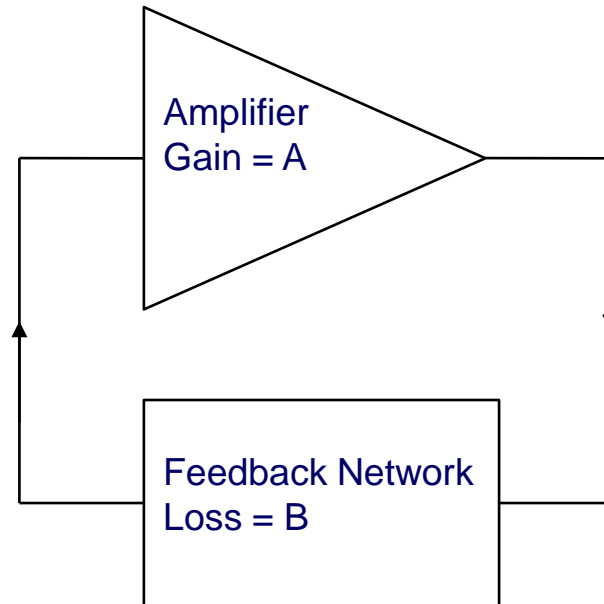 Amplifier
Gain = A
Feedback Network
Loss = B